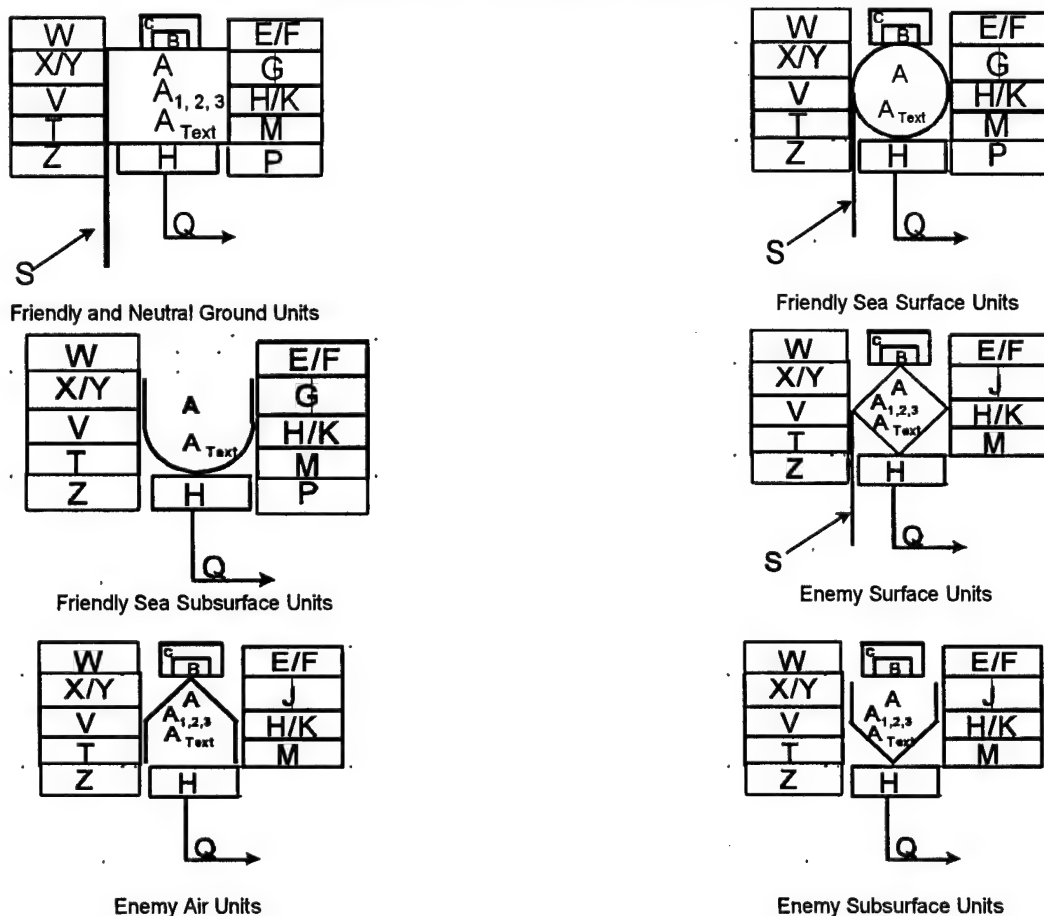 C
B
W
X/Y
V
T
Z
A
A1, 2, 3
A Text
H
E/F
G
H/K
M
P
Q
S
Friendly and Neutral Ground Units
C
B
W
X/Y
V
T
Z
A
A Text
H
E/F
G
H/K
M
P
Q
S
Friendly Sea Surface Units
W
X/Y
V
T
Z
A
A Text
H
E/F
G
H/K
M
P
Q
Friendly Sea Subsurface Units
C
B
W
X/Y
V
T
Z
A
A1,2,3
A Text
H
E/F
J
H/K
M
Q
S
Enemy Surface Units
C
B
W
X/Y
V
T
Z
A
A1,2,3
A Text
H
E/F
J
H/K
M
Q
Enemy Air Units
C
B
W
X/Y
V
T
Z
A
A1,2,3
A Text
H
E/F
J
H/K
M
Q
Enemy Subsurface Units